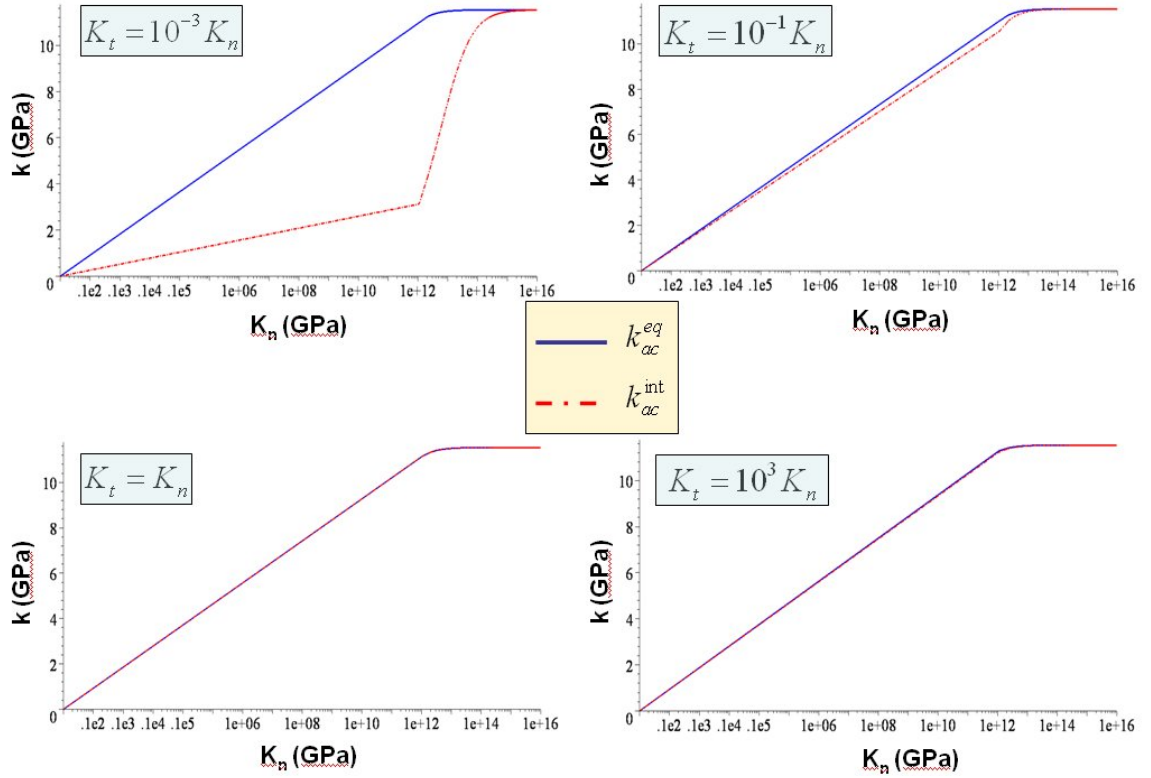 K_t = 10^{-3} K_n
k (GPa)
10
8
6
4
2
0
.1e2 .1e3 .1e4 .1e5 1e+06 1e+08 1e+10 1e+12 1e+14 1e+16
K_n (GPa)
K_t = 10^{-1} K_n
k (GPa)
10
8
6
4
2
0
.1e2 .1e3 .1e4 .1e5 1e+06 1e+08 1e+10 1e+12 1e+14 1e+16
K_n (GPa)
k_{ac}^{eq}
k_{ac}^{int}
K_t = K_n
k (GPa)
10
8
6
4
2
0
.1e2 .1e3 .1e4 .1e5 1e+06 1e+08 1e+10 1e+12 1e+14 1e+16
K_n (GPa)
K_t = 10^3 K_n
k (GPa)
10
8
6
4
2
0
.1e2 .1e3 .1e4 .1e5 1e+06 1e+08 1e+10 1e+12 1e+14 1e+16
K_n (GPa)